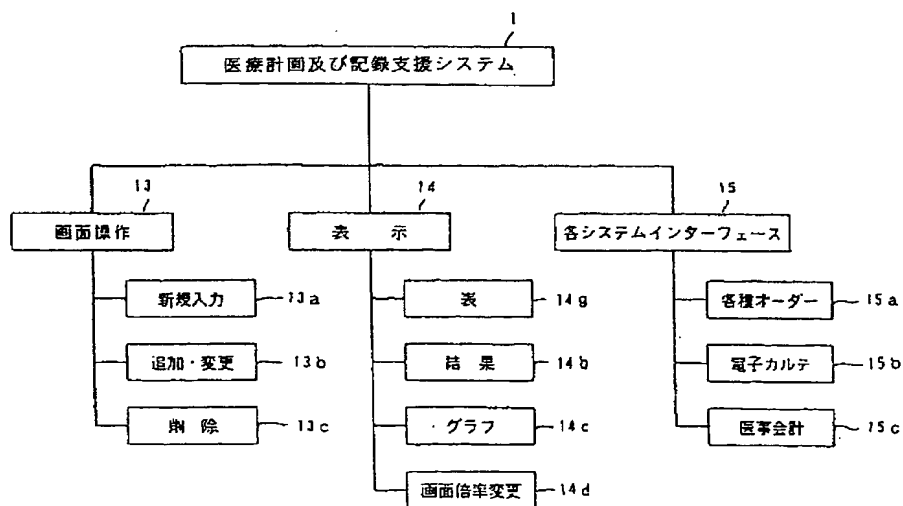 1
医療計画及び記録支援システム
13
14
15
画面操作
表 示
各システムインターフェース
新規入力 13a
表 14g
各種オーダー 15a
追加・変更 13b
結 果 14b
電子カルテ 15b
削 除 13c
・グラフ 14c
医事会計 15c
画面倍率変更 14d